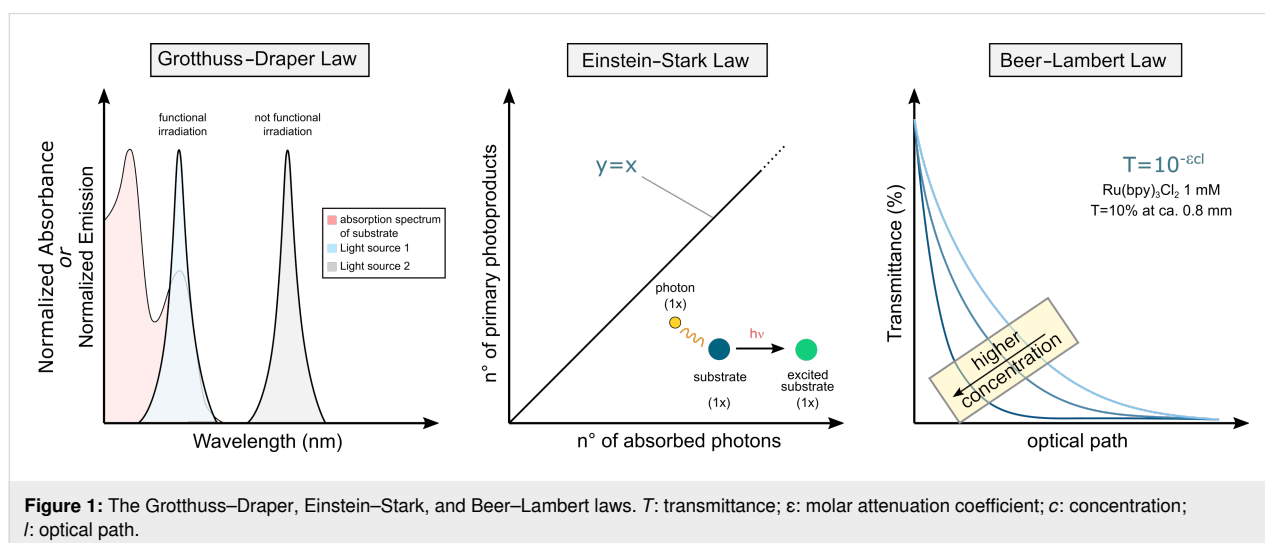 Grotthuss–Draper Law
Normalized Absorbance
or
Normalized Emission
functional
irradiation
not functional
irradiation
absorption spectrum
of substrate
Light source 1
Light source 2
Wavelength (nm)
Einstein–Stark Law
n° of primary photoproducts
y=x
photon
(1x)
hν
substrate
(1x)
excited
substrate
(1x)
n° of absorbed photons
Beer–Lambert Law
Transmittance (%)
T=10^-εcl
Ru(bpy)₃Cl₂ 1 mM
T=10% at ca. 0.8 mm
higher
concentration
optical path
Figure 1: The Grotthuss–Draper, Einstein–Stark, and Beer–Lambert laws. T: transmittance; ε: molar attenuation coefficient; c: concentration;
l: optical path.